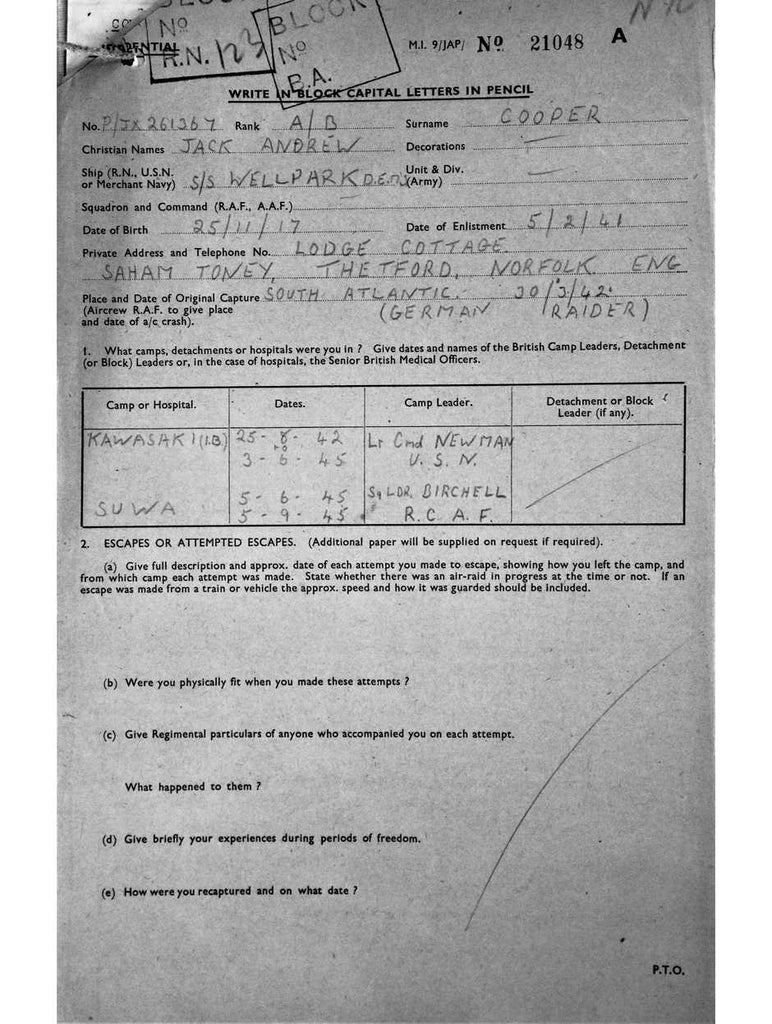 BLOCK
No
R.N. 123
BLOCK
No
B.A.
M.I. 9/JAP/ No 21048 A
WRITE IN BLOCK CAPITAL LETTERS IN PENCIL
No. P/JX 261367 Rank A/B Surname COOPER
Christian Names JACK ANDREW Decorations —
Ship (R.N., U.S.N. or Merchant Navy) S/S WELLPARK D.E.M.S Unit & Div. (Army) —
Squadron and Command (R.A.F., A.A.F.) —
Date of Birth 25/11/17 Date of Enlistment 5/2/41
Private Address and Telephone No. LODGE COTTAGE
SAHAM TONEY, THETFORD, NORFOLK ENG
Place and Date of Original Capture SOUTH ATLANTIC. 30/3/42.
(Aircrew R.A.F. to give place and date of a/c crash). (GERMAN RAIDER)
1. What camps, detachments or hospitals were you in ? Give dates and names of the British Camp Leaders, Detachment
(or Block) Leaders or, in the case of hospitals, the Senior British Medical Officers.
Camp or Hospital. Dates. Camp Leader. Detachment or Block Leader (if any).
KAWASAKI (1.B) 25 - 8 - 42 Lt Cmd NEWMAN
TO
3 - 6 - 45 U. S. N.
SUWA 5 - 6 - 45 Sq LDR. BIRCHELL
5 - 9 - 45 R. C. A. F.
2. ESCAPES OR ATTEMPTED ESCAPES. (Additional paper will be supplied on request if required).
(a) Give full description and approx. date of each attempt you made to escape, showing how you left the camp, and
from which camp each attempt was made. State whether there was an air-raid in progress at the time or not. If an
escape was made from a train or vehicle the approx. speed and how it was guarded should be included.
(b) Were you physically fit when you made these attempts ?
(c) Give Regimental particulars of anyone who accompanied you on each attempt.
What happened to them ?
(d) Give briefly your experiences during periods of freedom.
(e) How were you recaptured and on what date ?
P.T.O.